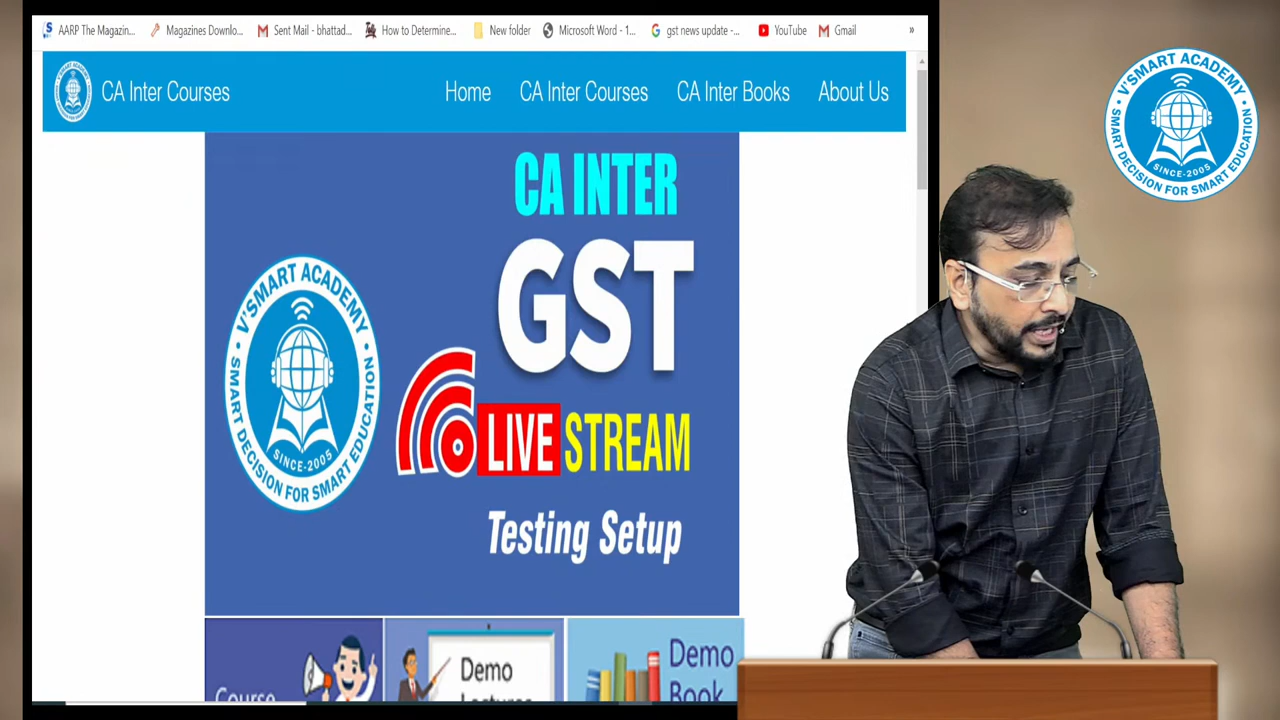 AARP The Magazin...
Magazines Downlo...
Sent Mail - bhattad...
How to Determine...
New folder
Microsoft Word - 1...
gst news update -...
YouTube
Gmail
»
CA Inter Courses
Home
CA Inter Courses
CA Inter Books
About Us
V'SMART ACADEMY
SMART DECISION FOR SMART EDUCATION
SINCE-2005
CA INTER
GST
LIVE STREAM
Testing Setup
V'SMART ACADEMY
SMART DECISION FOR SMART EDUCATION
SINCE-2005
Course
Demo
Lectures
Demo
Book